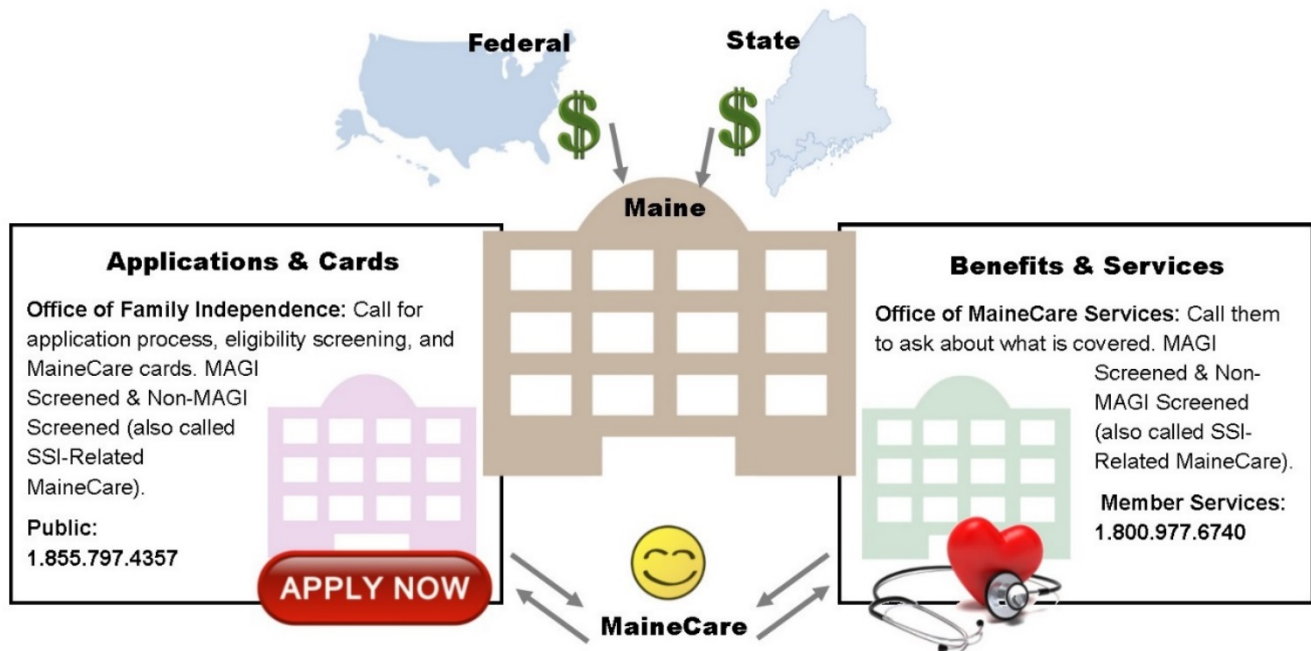 Federal
State
Maine
Applications & Cards
Office of Family Independence: Call for
application process, eligibility screening, and
MaineCare cards. MAGI
Screened & Non-MAGI
Screened (also called
SSI-Related
MaineCare).
Public:
1.855.797.4357
APPLY NOW
Benefits & Services
Office of MaineCare Services: Call them
to ask about what is covered. MAGI
Screened & Non-
MAGI Screened
(also called SSI-
Related MaineCare).
Member Services:
1.800.977.6740
MaineCare